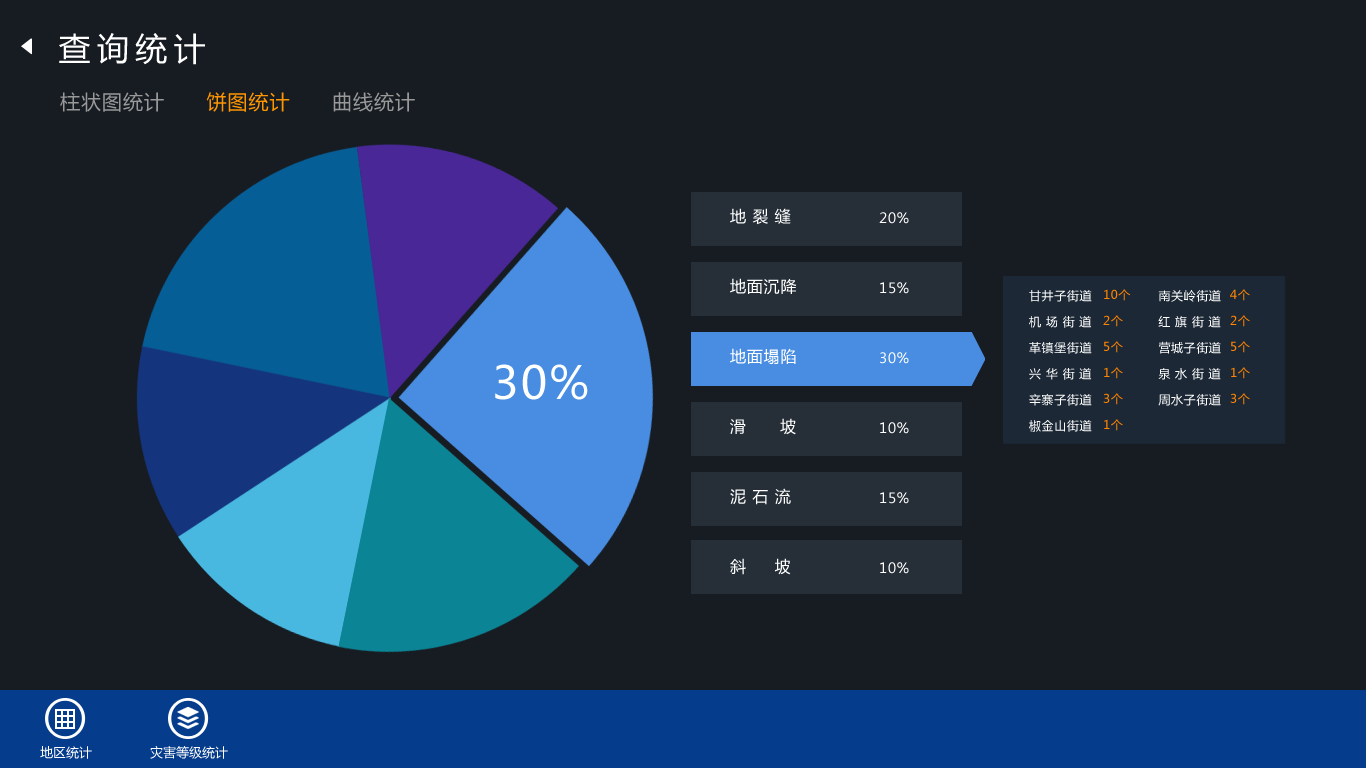 查询统计
柱状图统计 饼图统计 曲线统计
30%
地裂缝 20%
地面沉降 15%
地面塌陷 30%
滑坡 10%
泥石流 15%
斜坡 10%
甘井子街道 10个 南关岭街道 4个
机场街道 2个 红旗街道 2个
革镇堡街道 5个 营城子街道 5个
兴华街道 1个 泉水街道 1个
辛寨子街道 3个 周水子街道 3个
椒金山街道 1个
地区统计 灾害等级统计